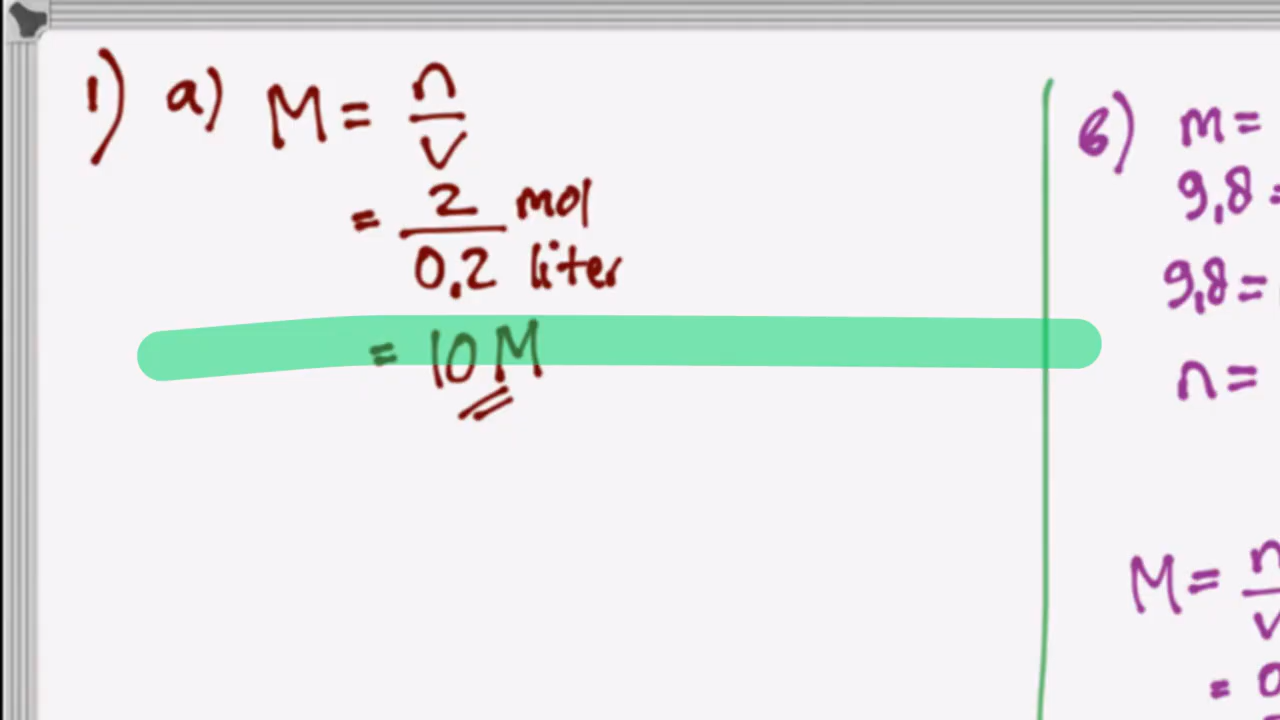 1) a) M = n/v
= 2/0,2 mol/liter
= 10 M
б) m =
9,8 =
9,8 =
n =
M = n/v
= 0